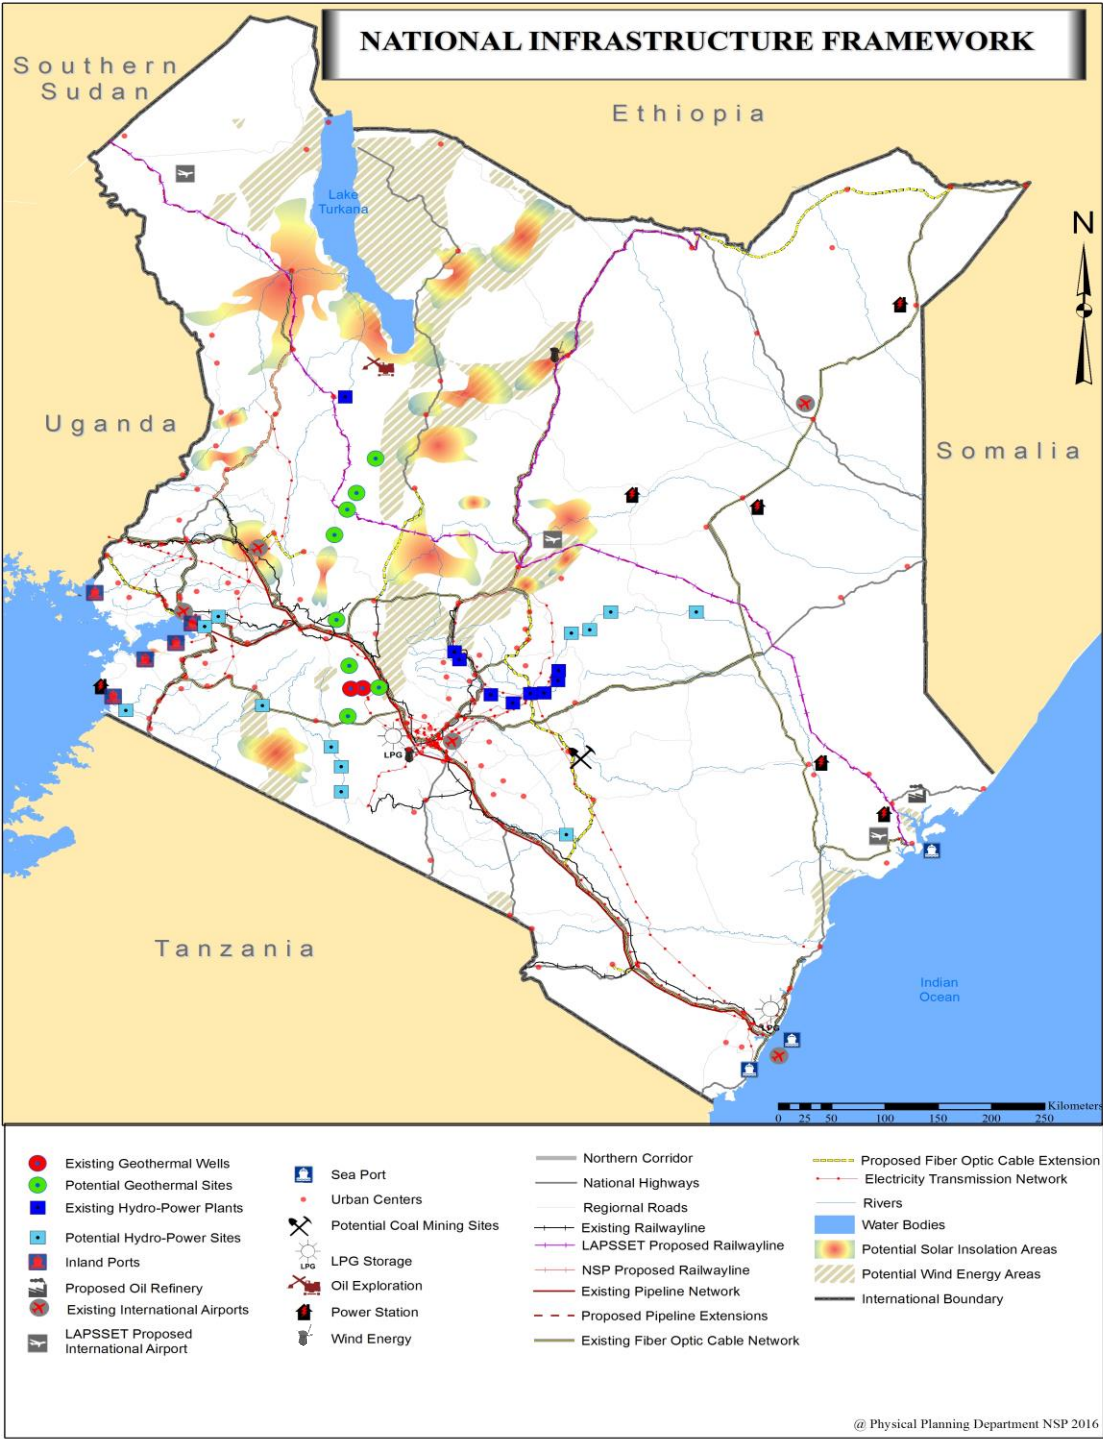 NATIONAL INFRASTRUCTURE FRAMEWORK
Southern
Sudan
Ethiopia
Lake
Turkana
N
Uganda
Somalia
LPG
Tanzania
Indian
Ocean
LPG
Kilometers
0 25 50 100 150 200 250
Existing Geothermal Wells
Potential Geothermal Sites
Existing Hydro-Power Plants
Potential Hydro-Power Sites
Inland Ports
Proposed Oil Refinery
Existing International Airports
LAPSSET Proposed
International Airport
Sea Port
Urban Centers
Potential Coal Mining Sites
LPG Storage
LPG
Oil Exploration
Power Station
Wind Energy
Northern Corridor
National Highways
Regional Roads
Existing Railwayline
LAPSSET Proposed Railwayline
NSP Proposed Railwayline
Existing Pipeline Network
Proposed Pipeline Extensions
Existing Fiber Optic Cable Network
Proposed Fiber Optic Cable Extension
Electricity Transmission Network
Rivers
Water Bodies
Potential Solar Insolation Areas
Potential Wind Energy Areas
International Boundary
@ Physical Planning Department NSP 2016